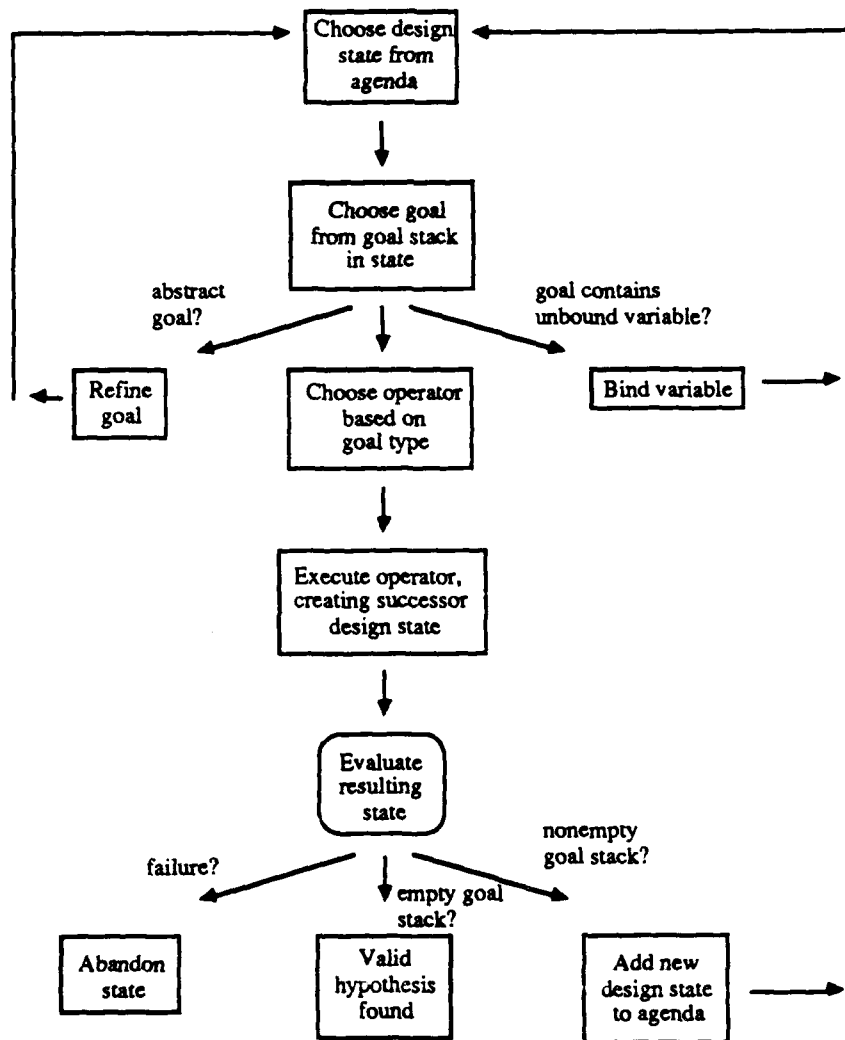 Choose design
state from
agenda
Choose goal
from goal stack
in state
abstract
goal?
goal contains
unbound variable?
Refine
goal
Choose operator
based on
goal type
Bind variable
Execute operator,
creating successor
design state
Evaluate
resulting
state
failure?
empty goal
stack?
nonempty
goal stack?
Abandon
state
Valid
hypothesis
found
Add new
design state
to agenda